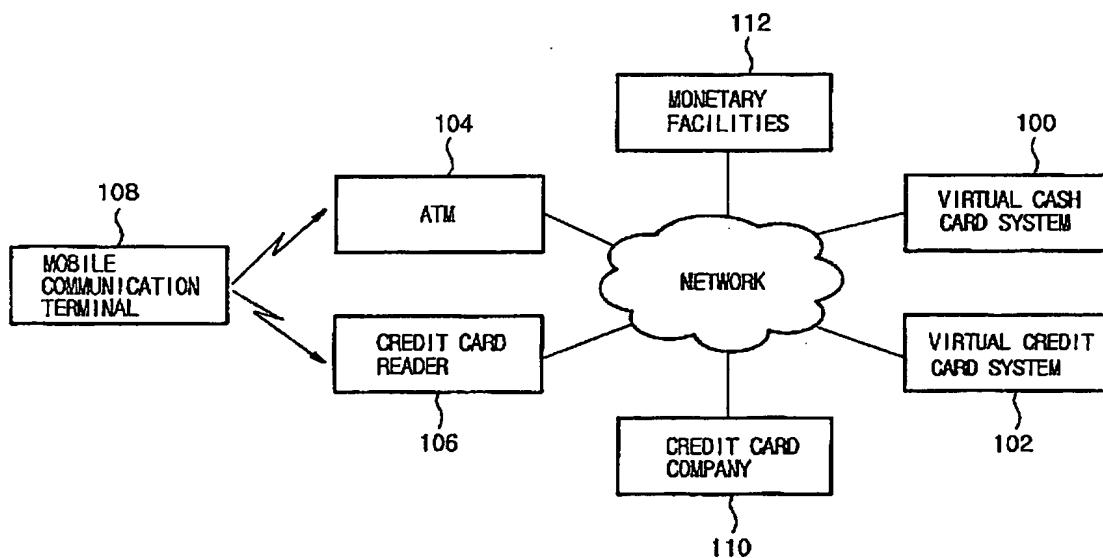 112
MONETARY
FACILITIES
104
ATM
100
VIRTUAL CASH
CARD SYSTEM
108
MOBILE
COMMUNICATION
TERMINAL
NETWORK
CREDIT CARD
READER
106
VIRTUAL CREDIT
CARD SYSTEM
102
CREDIT CARD
COMPANY
110